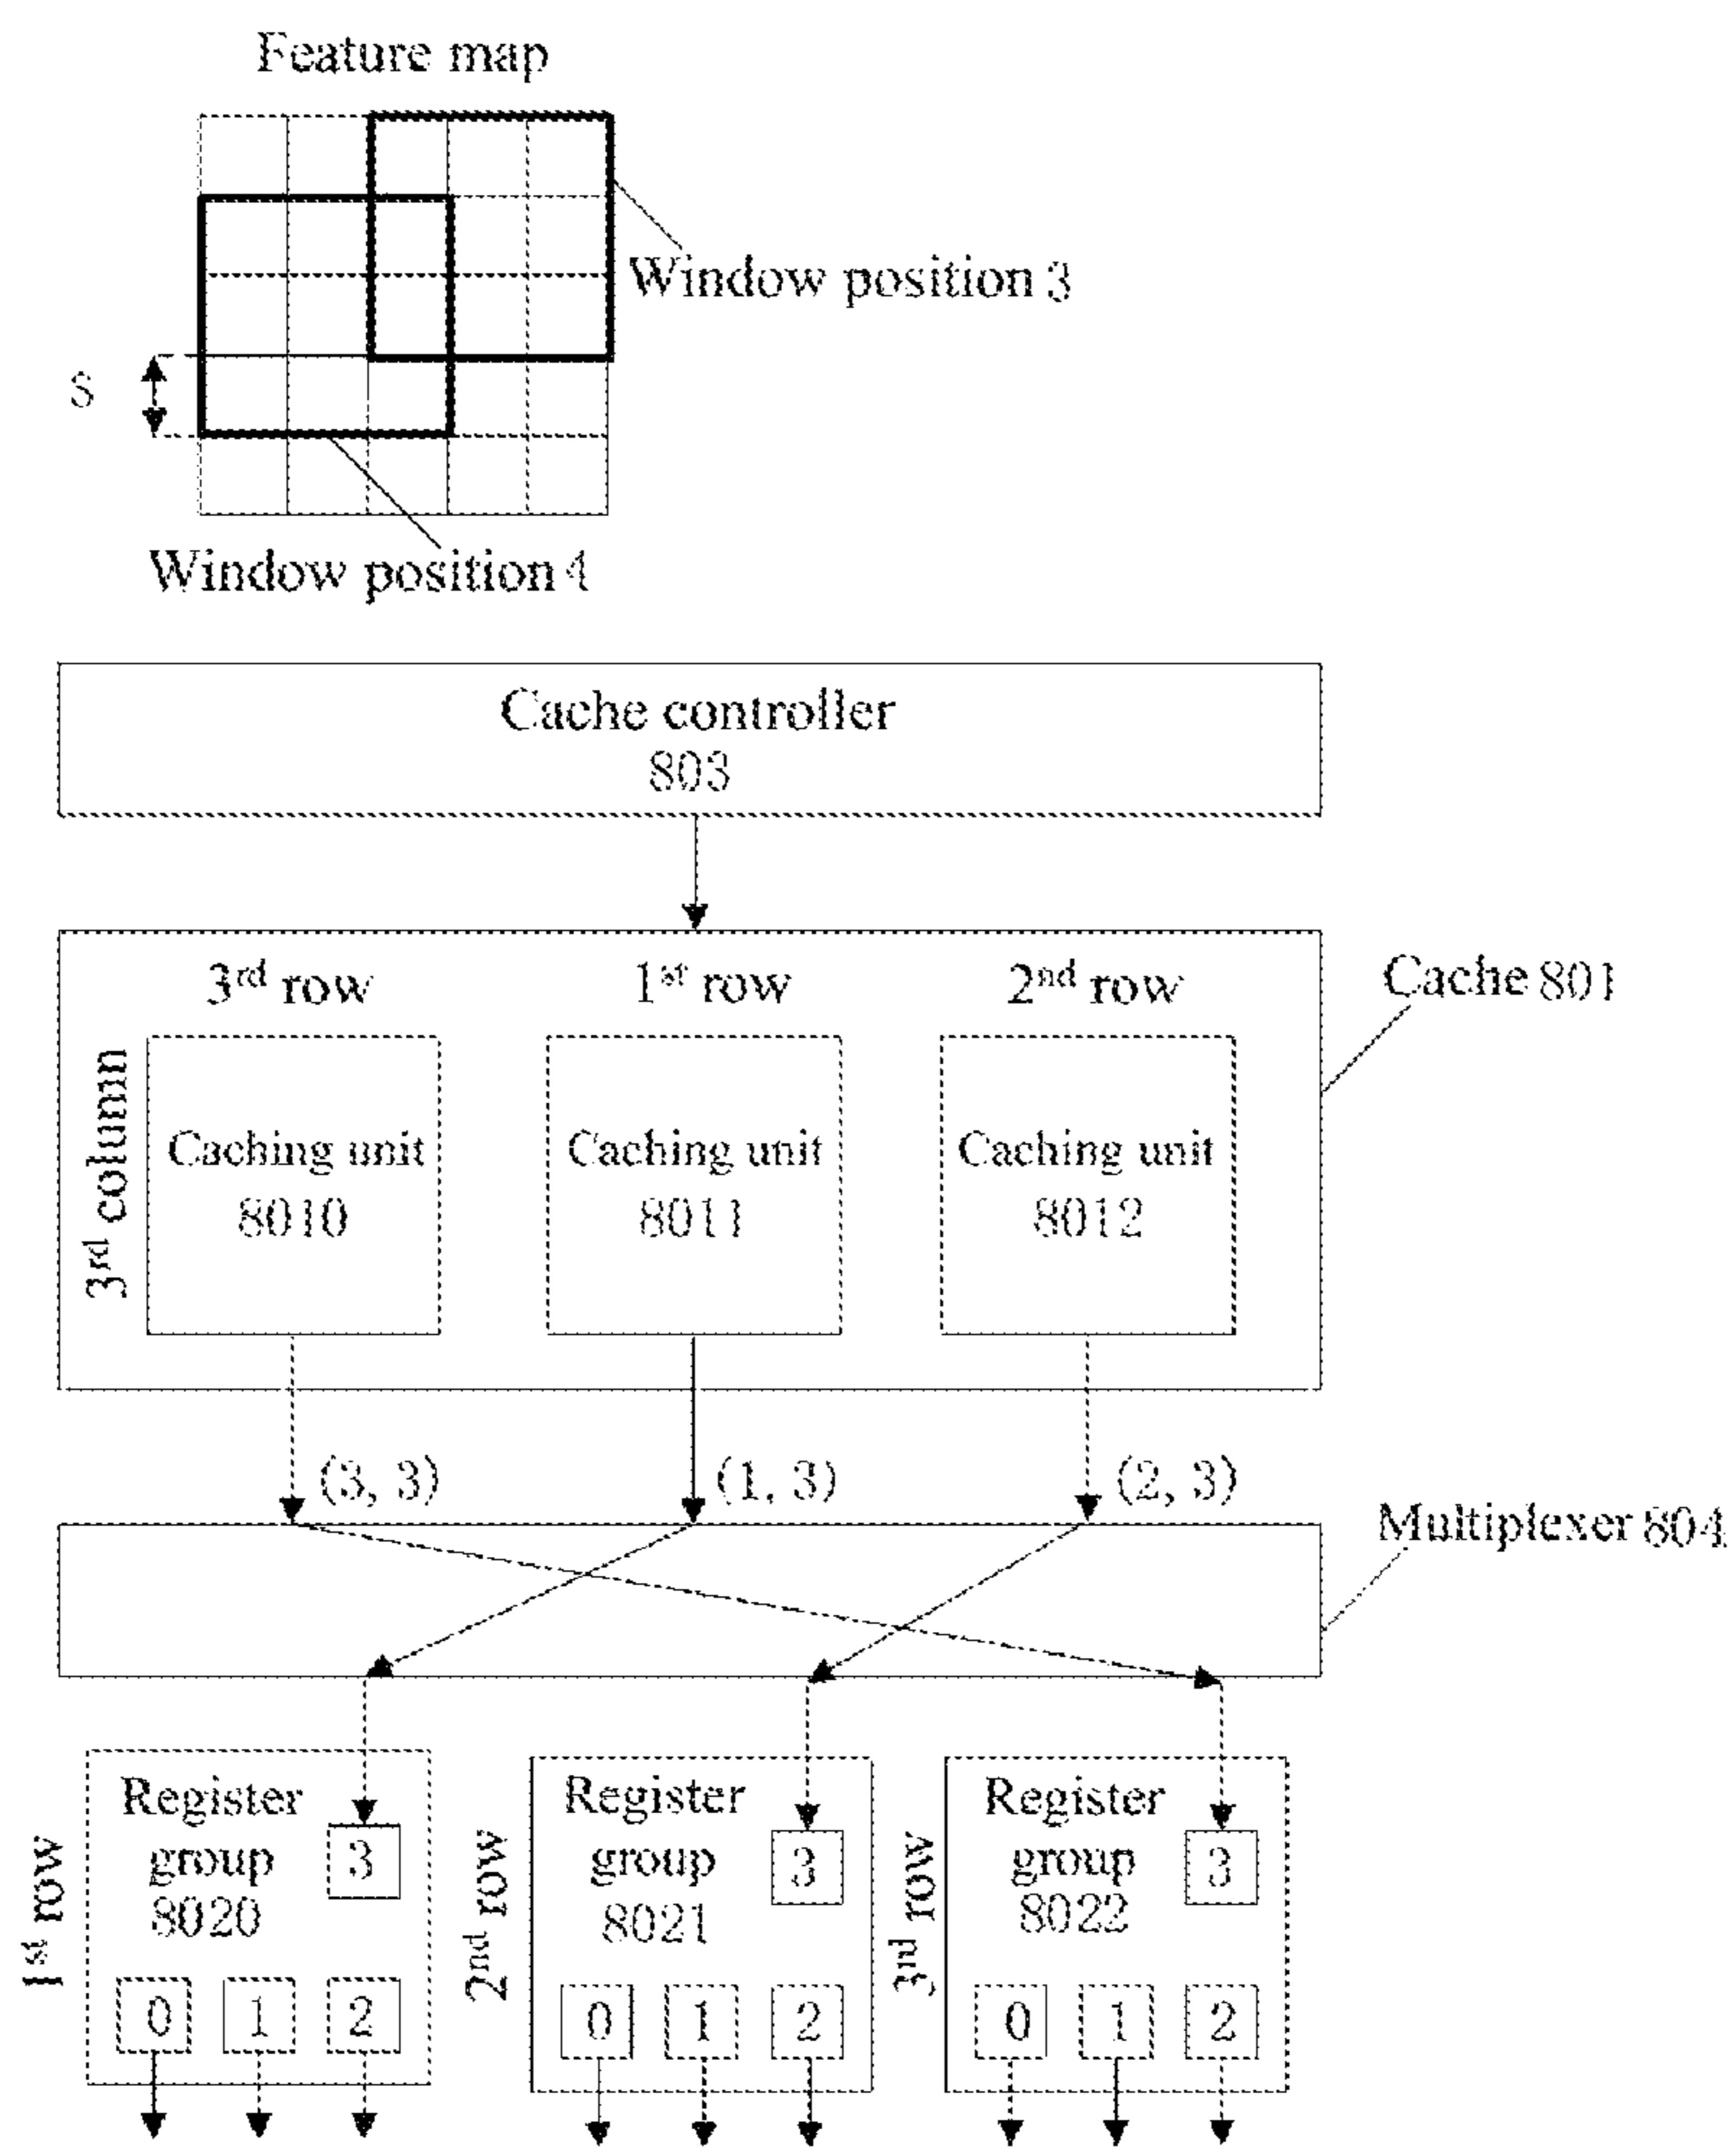 Feature map
Window position 3
S
Window position 4
Cache controller
803
3rd row
1st row
2nd row
Cache 801
3rd column
Caching unit
8010
Caching unit
8011
Caching unit
8012
(3, 3)
(1, 3)
(2, 3)
Multiplexer 804
1st row
Register
group
8020
3
0
1
2
2nd row
Register
group
8021
3
0
1
2
3rd row
Register
group
8022
3
0
1
2